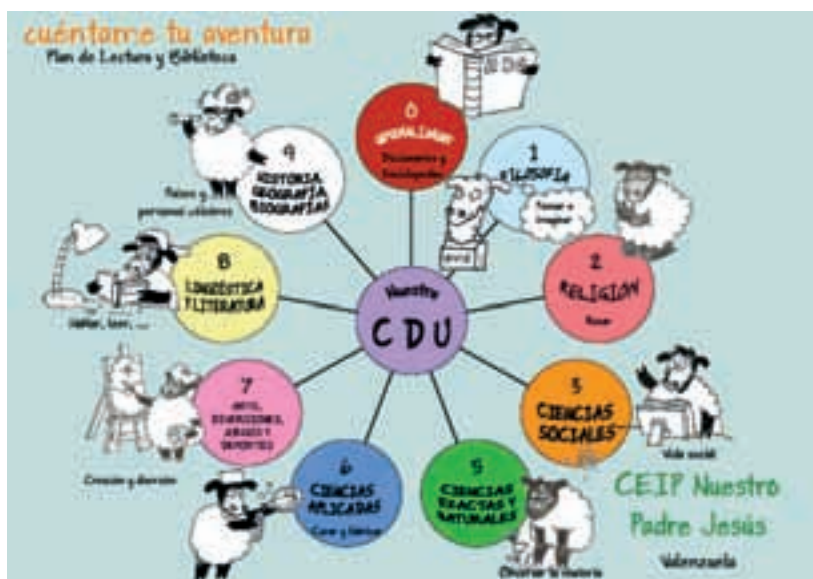 cuéntame tu aventura
Plan de Lectura y Biblioteca
0
Diccionarios y
Enciclopedias
1
FILOSOFÍA
Pensar e
imaginar
2
RELIGIÓN
Rezar
3
CIENCIAS
SOCIALES
Vida social
5
CIENCIAS
EXACTAS Y
NATURALES
Observar la materia
6
CIENCIAS
APLICADAS
Curar y fabricar
7
ARTE,
DIVERSIONES,
JUEGOS Y
DEPORTES
Creación y diversión
8
LINGÜÍSTICA
Y LITERATURA
Hablar, leer, ...
9
HISTORIA,
GEOGRAFÍA,
BIOGRAFÍAS
Países y
personas célebres
Nuestra
CDU
CEIP Nuestro
Padre Jesús
Valenzuela